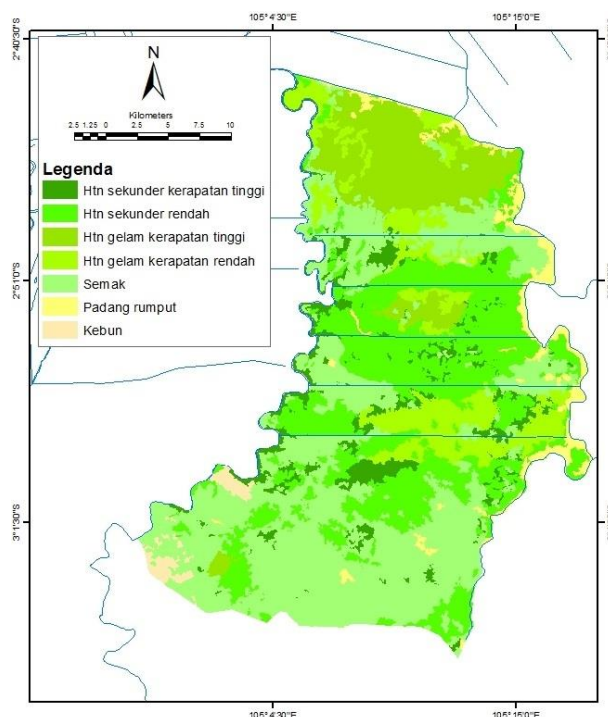 105°4'30"E 105°15'0"E
2°40'30"S
N
Kilometers
2.5 1.25 0 2.5 5 7.5 10
Legenda
Htn sekunder kerapatan tinggi
Htn sekunder rendah
Htn gelam kerapatan tinggi
Htn gelam kerapatan rendah
Semak
Padang rumput
Kebun
2°51'0"S
3°1'30"S
105°4'30"E 105°15'0"E